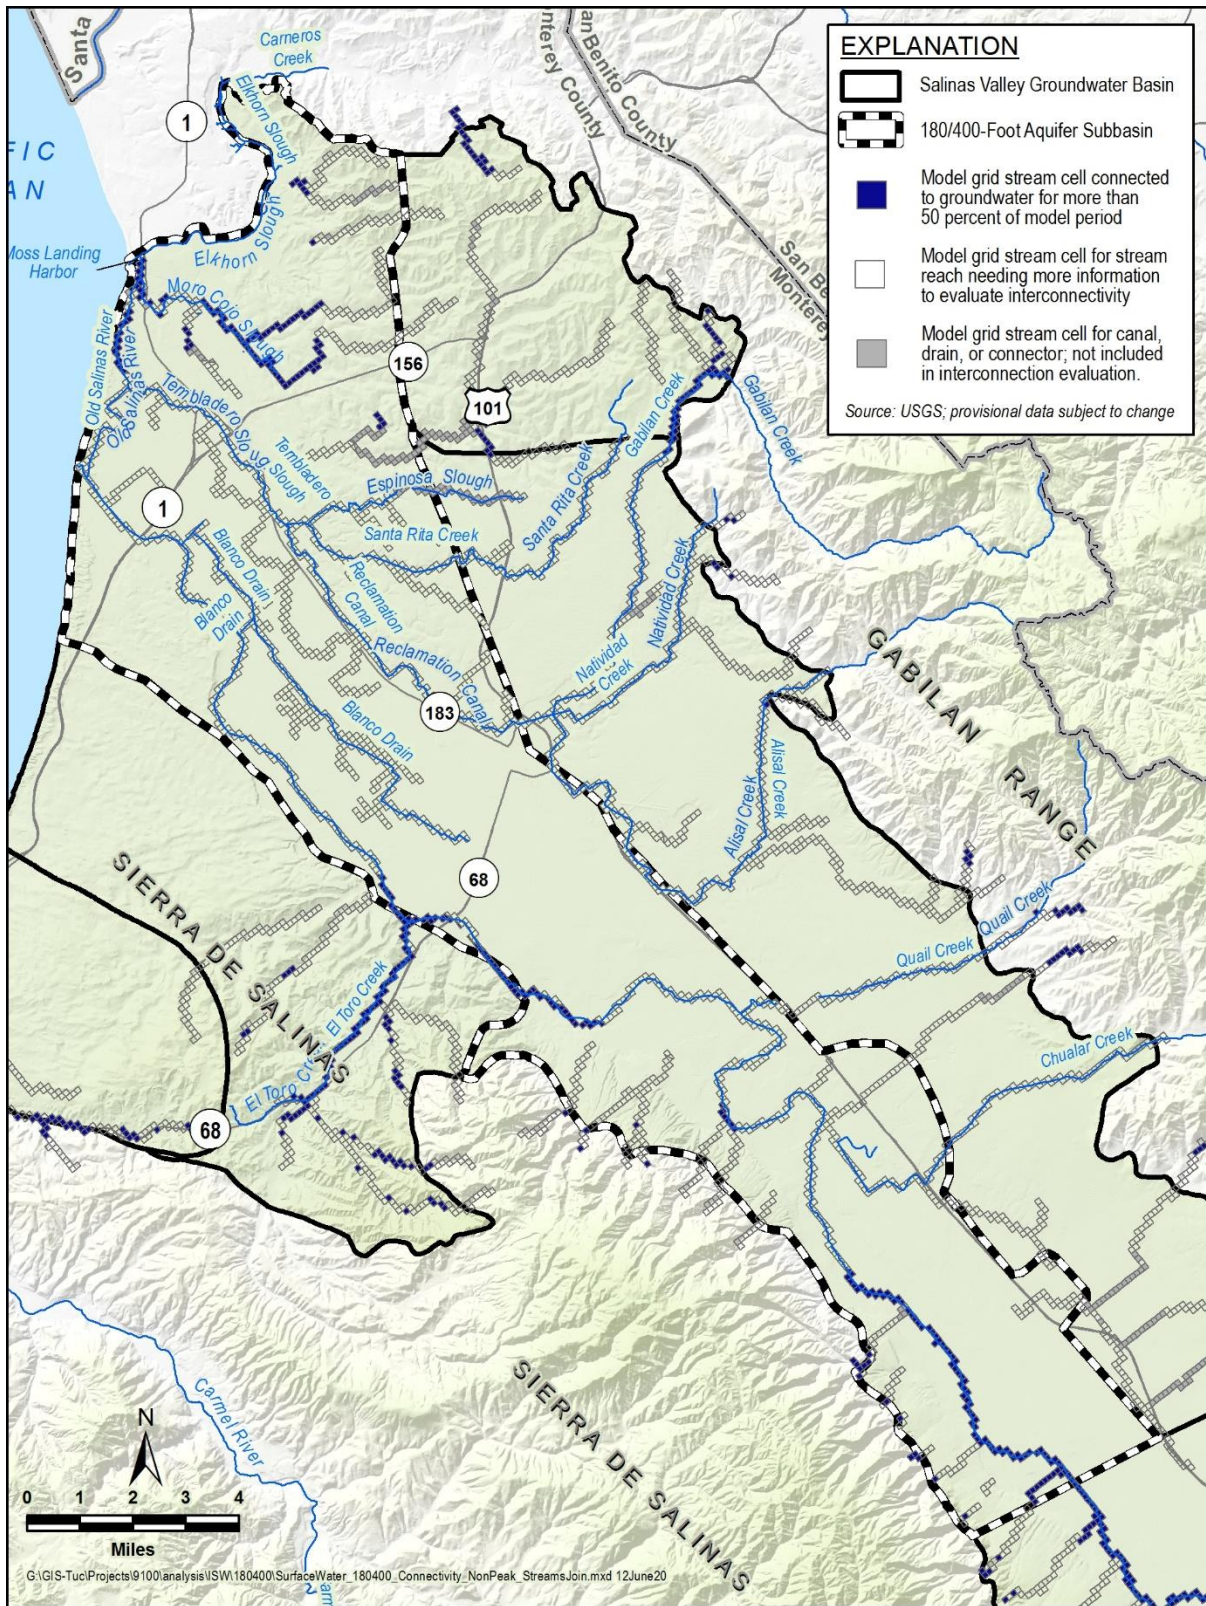 Santa
Carneros
Creek
Monterey County
San Benito County
1
Elkhorn Slough
PACIFIC
OCEAN
Elkhorn Slough
Moss Landing
Harbor
San Be
Monterey
Moro Cojo Slough
Old Salinas River
Old Salinas River
156
Tembladero Slough
Slough
Tembladero
101
Gabilan Creek
Gabilan Creek
Espinosa Slough
1
Santa Rita Creek
Santa Rita Creek
Blanco Drain
Blanco
Drain
Reclamation
Canal
Reclamation Canal
Natividad Creek
Natividad
Creek
GABILAN RANGE
183
Blanco Drain
Alisal Creek
Alisal Creek
68
SIERRA DE SALINAS
Quail Creek
Quail Creek
El Toro Creek
El Toro Creek
Chualar Creek
68
Carmel River
SIERRA DE SALINAS
EXPLANATION
Salinas Valley Groundwater Basin
180/400-Foot Aquifer Subbasin
Model grid stream cell connected
to groundwater for more than
50 percent of model period
Model grid stream cell for stream
reach needing more information
to evaluate interconnectivity
Model grid stream cell for canal,
drain, or connector; not included
in interconnection evaluation.
Source: USGS; provisional data subject to change
N
0 1 2 3 4
Miles
G:\GIS-Tuc\Projects\9100\analysis\ISW\180400\SurfaceWater_180400_Connectivity_NonPeak_StreamsJoin.mxd 12June20